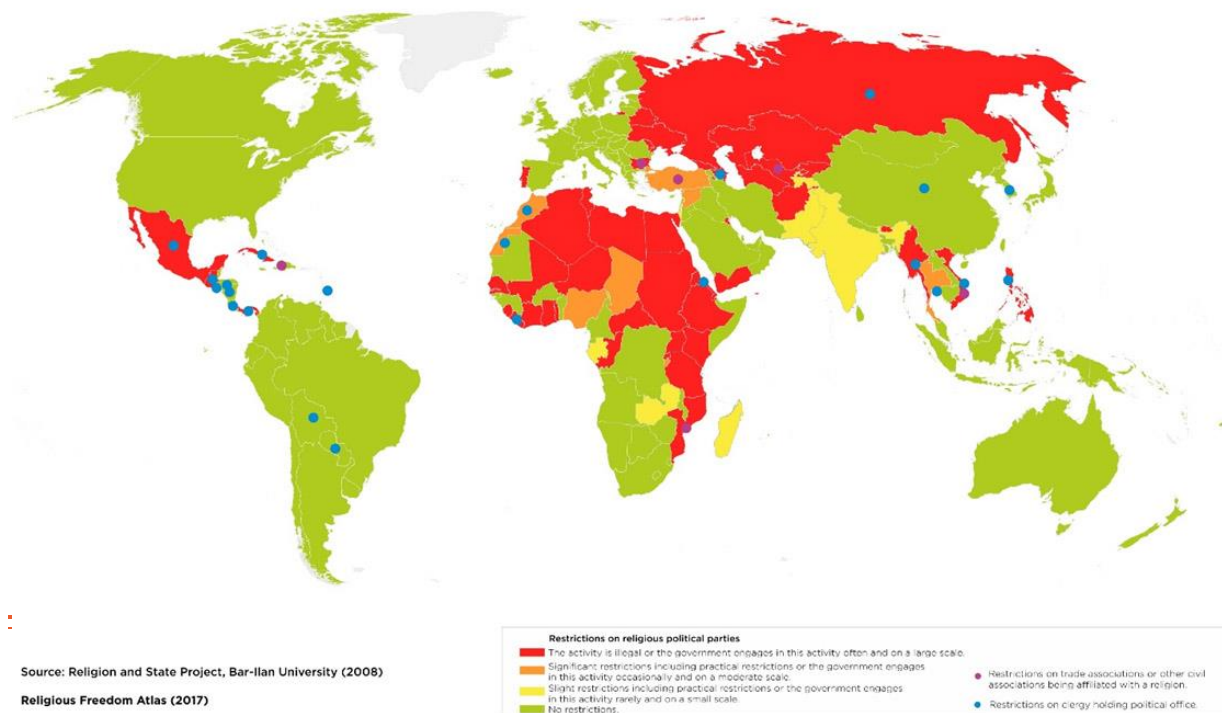 Source: Religion and State Project, Bar-Ilan University (2008)
Religious Freedom Atlas (2017)
Restrictions on religious political parties
The activity is illegal or the government engages in this activity often and on a large scale.
Significant restrictions including practical restrictions or the government engages
in this activity occasionally and on a moderate scale.
Slight restrictions including practical restrictions or the government engages
in this activity rarely and on a small scale.
No restrictions.
Restrictions on trade associations or other civil
associations being affiliated with a religion.
Restrictions on clergy holding political office.